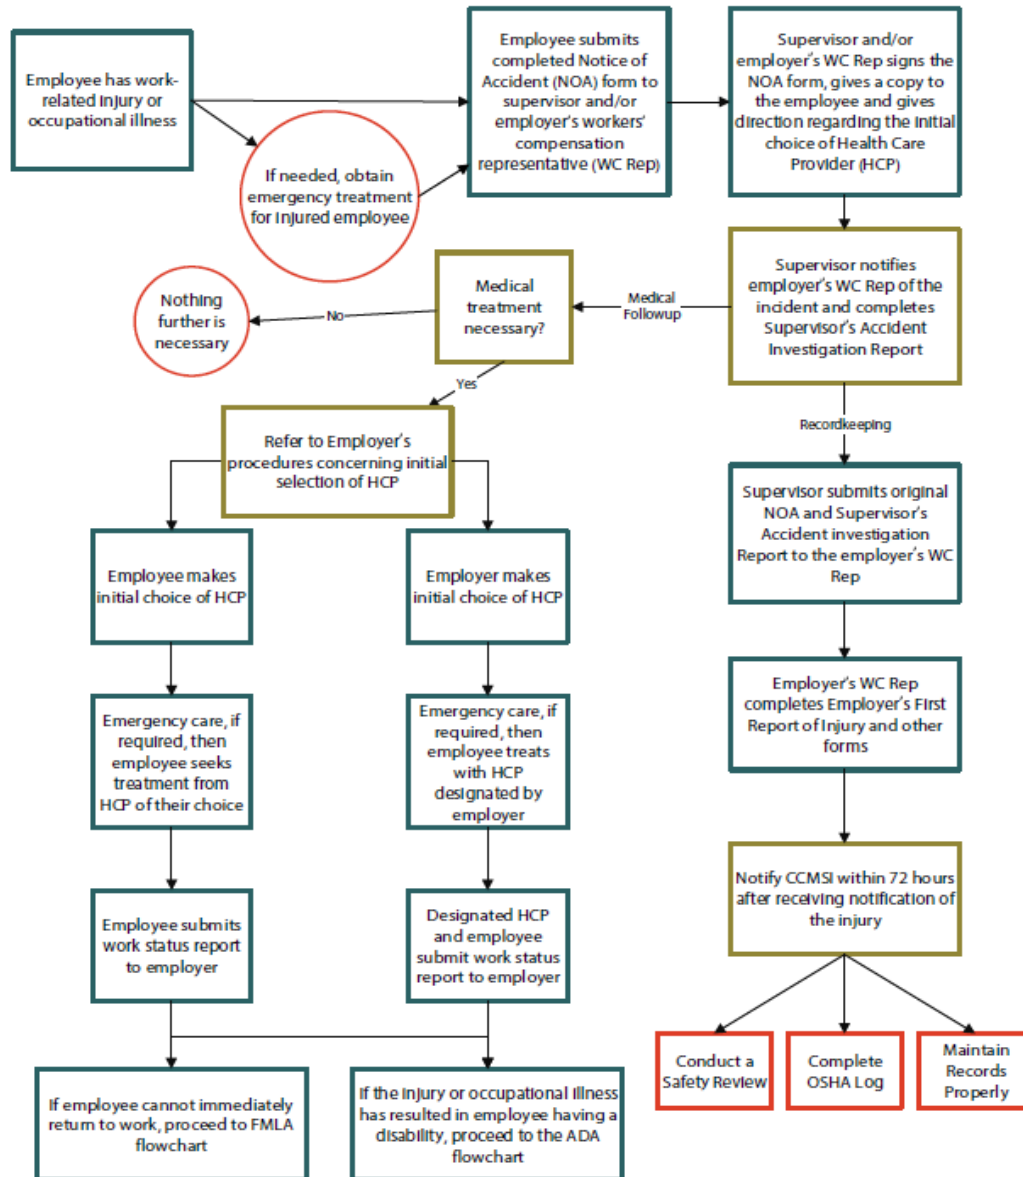 Employee has work-
related injury or
occupational illness
If needed, obtain
emergency treatment
for injured employee
Employee submits
completed Notice of
Accident (NOA) form to
supervisor and/or
employer's workers'
compensation
representative (WC Rep)
Supervisor and/or
employer's WC Rep signs the
NOA form, gives a copy to
the employee and gives
direction regarding the initial
choice of Health Care
Provider (HCP)
Supervisor notifies
employer's WC Rep of the
incident and completes
Supervisor's Accident
Investigation Report
Medical
Followup
Medical
treatment
necessary?
No
Nothing
further is
necessary
Yes
Refer to Employer's
procedures concerning initial
selection of HCP
Employee makes
initial choice of HCP
Employer makes
initial choice of HCP
Emergency care, if
required, then
employee seeks
treatment from
HCP of their choice
Emergency care, if
required, then
employee treats
with HCP
designated by
employer
Employee submits
work status report
to employer
Designated HCP
and employee
submit work status
report to employer
If employee cannot immediately
return to work, proceed to FMLA
flowchart
If the injury or occupational illness
has resulted in employee having a
disability, proceed to the ADA
flowchart
Recordkeeping
Supervisor submits original
NOA and Supervisor's
Accident investigation
Report to the employer's WC
Rep
Employer's WC Rep
completes Employer's First
Report of Injury and other
forms
Notify CCMSI within 72 hours
after receiving notification of
the injury
Conduct a
Safety Review
Complete
OSHA Log
Maintain
Records
Properly